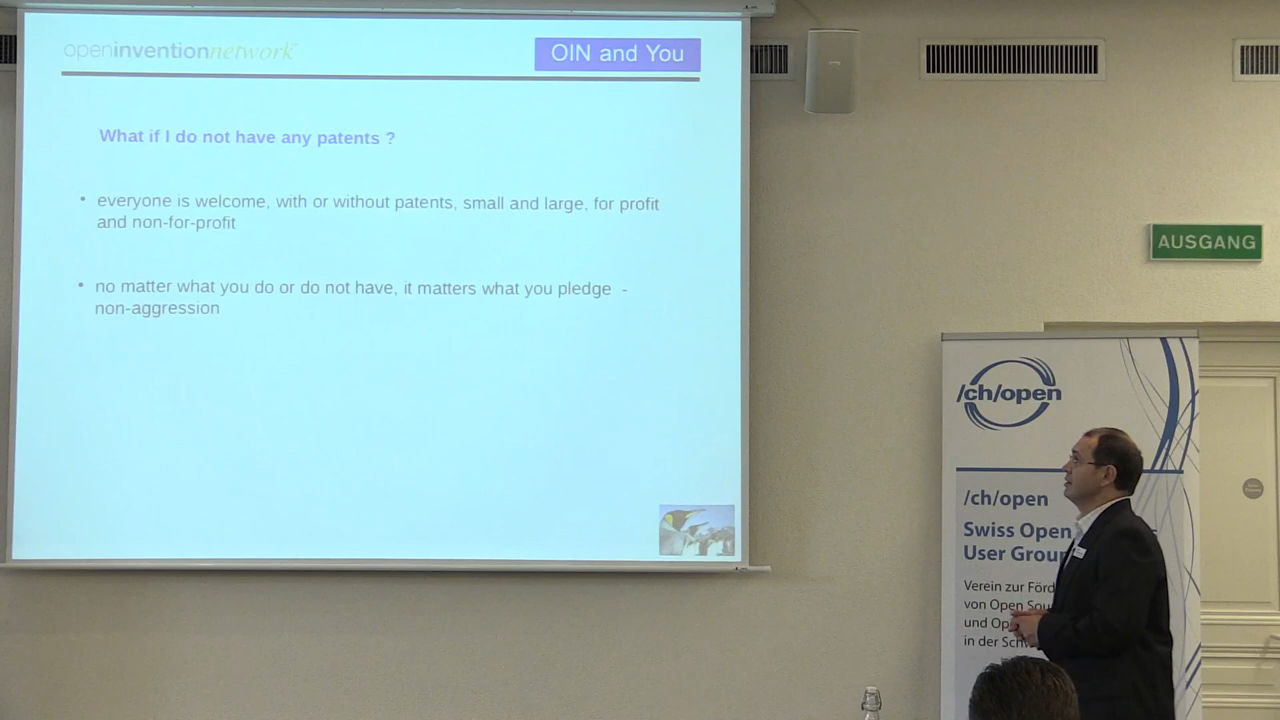 openinventionnetwork
OIN and You
What if I do not have any patents ?
• everyone is welcome, with or without patents, small and large, for profit
and non-for-profit
• no matter what you do or do not have, it matters what you pledge -
non-aggression
AUSGANG
/ch/open
/ch/open
Swiss Open
User Group
Verein zur Förd
von Open Sou
und Op
in der Schw